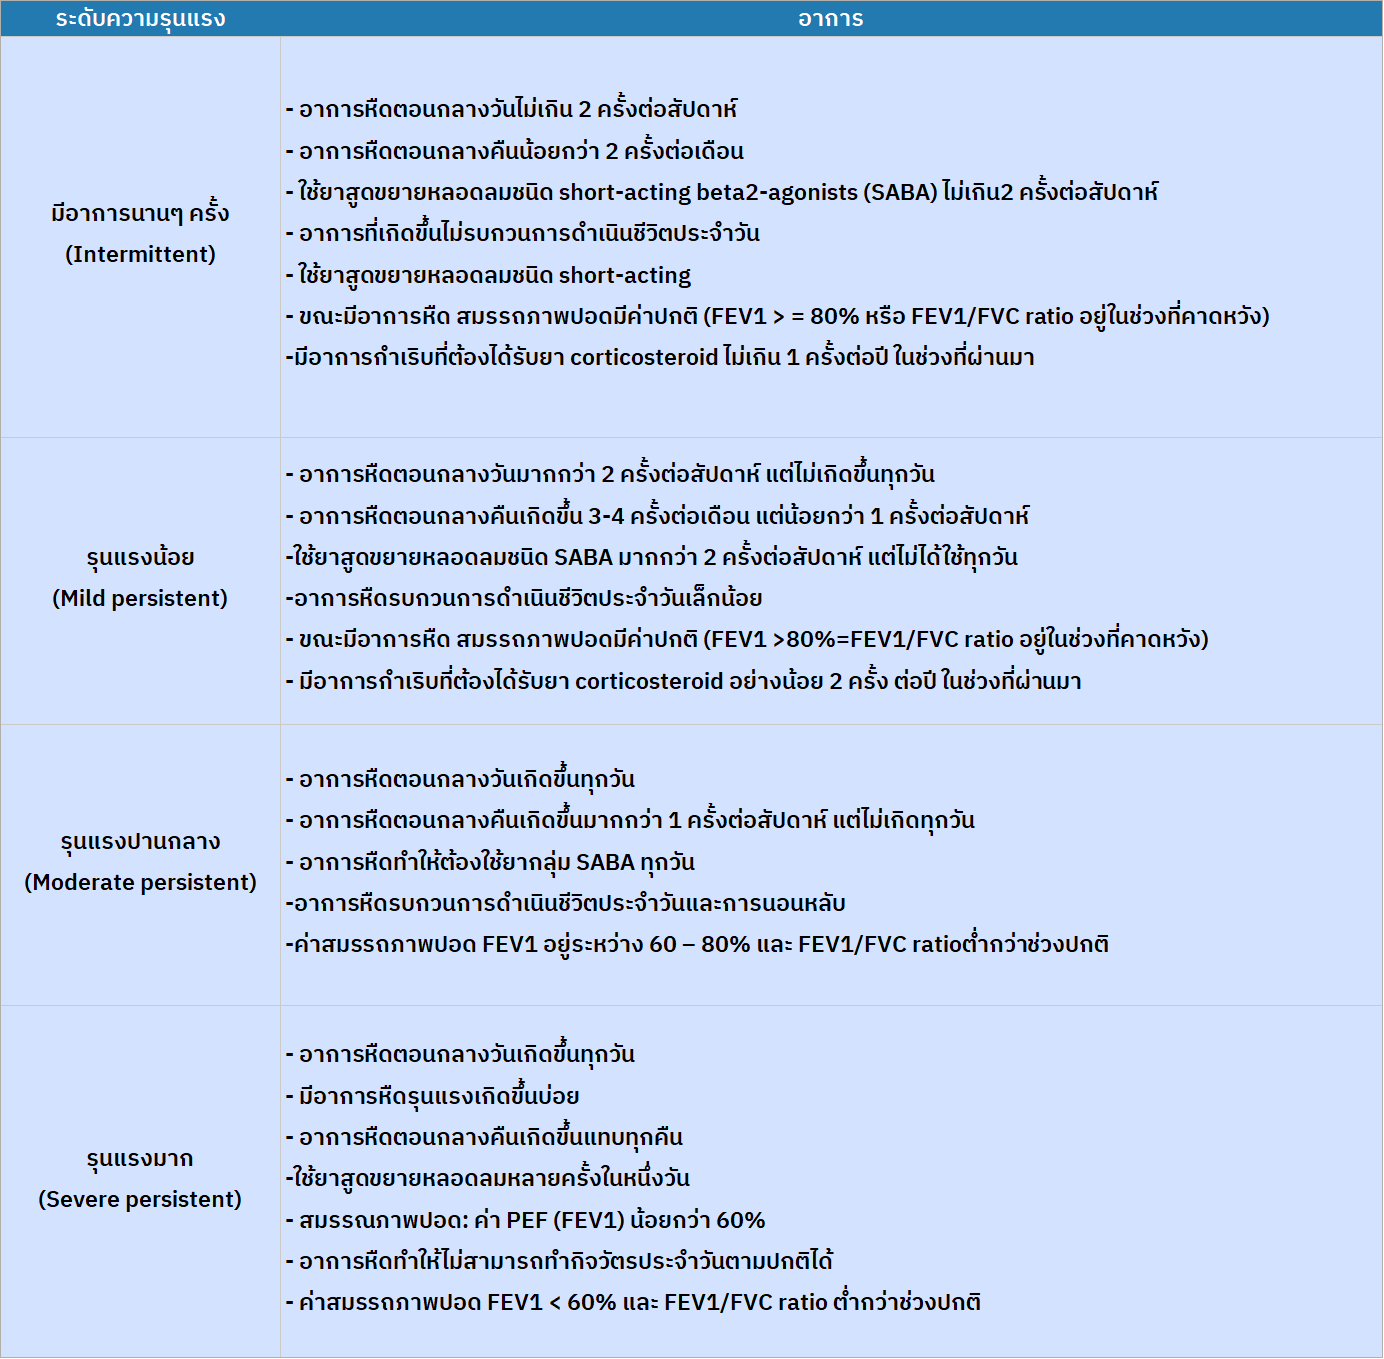 ระดับความรุนแรง
อาการ
มีอาการนานๆ ครั้ง
(Intermittent)
- อาการหืดตอนกลางวันไม่เกิน 2 ครั้งต่อสัปดาห์
- อาการหืดตอนกลางคืนน้อยกว่า 2 ครั้งต่อเดือน
- ใช้ยาสูดขยายหลอดลมชนิด short-acting beta2-agonists (SABA) ไม่เกิน2 ครั้งต่อสัปดาห์
- อาการที่เกิดขึ้นไม่รบกวนการดำเนินชีวิตประจำวัน
- ใช้ยาสูดขยายหลอดลมชนิด short-acting
- ขณะมีอาการหืด สมรรถภาพปอดมีค่าปกติ (FEV1 > = 80% หรือ FEV1/FVC ratio อยู่ในช่วงที่คาดหวัง)
-มีอาการกำเริบที่ต้องได้รับยา corticosteroid ไม่เกิน 1 ครั้งต่อปี ในช่วงที่ผ่านมา
รุนแรงน้อย
(Mild persistent)
- อาการหืดตอนกลางวันมากกว่า 2 ครั้งต่อสัปดาห์ แต่ไม่เกิดขึ้นทุกวัน
- อาการหืดตอนกลางคืนเกิดขึ้น 3-4 ครั้งต่อเดือน แต่น้อยกว่า 1 ครั้งต่อสัปดาห์
-ใช้ยาสูดขยายหลอดลมชนิด SABA มากกว่า 2 ครั้งต่อสัปดาห์ แต่ไม่ได้ใช้ทุกวัน
-อาการหืดรบกวนการดำเนินชีวิตประจำวันเล็กน้อย
- ขณะมีอาการหืด สมรรถภาพปอดมีค่าปกติ (FEV1 >80%=FEV1/FVC ratio อยู่ในช่วงที่คาดหวัง)
- มีอาการกำเริบที่ต้องได้รับยา corticosteroid อย่างน้อย 2 ครั้ง ต่อปี ในช่วงที่ผ่านมา
รุนแรงปานกลาง
(Moderate persistent)
- อาการหืดตอนกลางวันเกิดขึ้นทุกวัน
- อาการหืดตอนกลางคืนเกิดขึ้นมากกว่า 1 ครั้งต่อสัปดาห์ แต่ไม่เกิดทุกวัน
- อาการหืดทำให้ต้องใช้ยากลุ่ม SABA ทุกวัน
-อาการหืดรบกวนการดำเนินชีวิตประจำวันและการนอนหลับ
-ค่าสมรรถภาพปอด FEV1 อยู่ระหว่าง 60 – 80% และ FEV1/FVC ratioต่ำกว่าช่วงปกติ
รุนแรงมาก
(Severe persistent)
- อาการหืดตอนกลางวันเกิดขึ้นทุกวัน
- มีอาการหืดรุนแรงเกิดขึ้นบ่อย
- อาการหืดตอนกลางคืนเกิดขึ้นแทบทุกคืน
-ใช้ยาสูดขยายหลอดลมหลายครั้งในหนึ่งวัน
- สมรรณภาพปอด: ค่า PEF (FEV1) น้อยกว่า 60%
- อาการหืดทำให้ไม่สามารถทำกิจวัตรประจำวันตามปกติได้
- ค่าสมรรถภาพปอด FEV1 < 60% และ FEV1/FVC ratio ต่ำกว่าช่วงปกติ